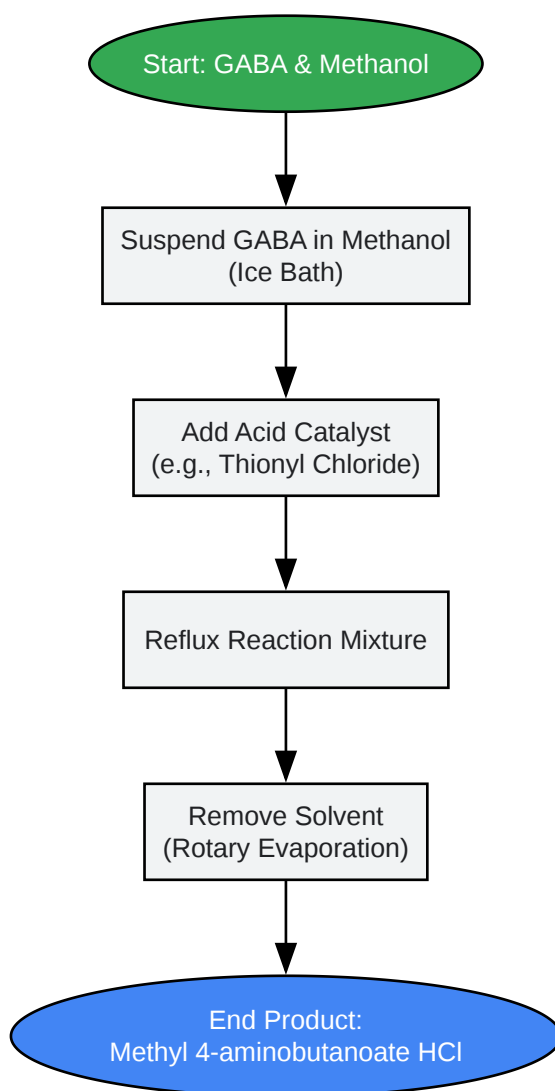 Start: GABA & Methanol
Suspend GABA in Methanol
(Ice Bath)
Add Acid Catalyst
(e.g., Thionyl Chloride)
Reflux Reaction Mixture
Remove Solvent
(Rotary Evaporation)
End Product:
Methyl 4-aminobutanoate HCl